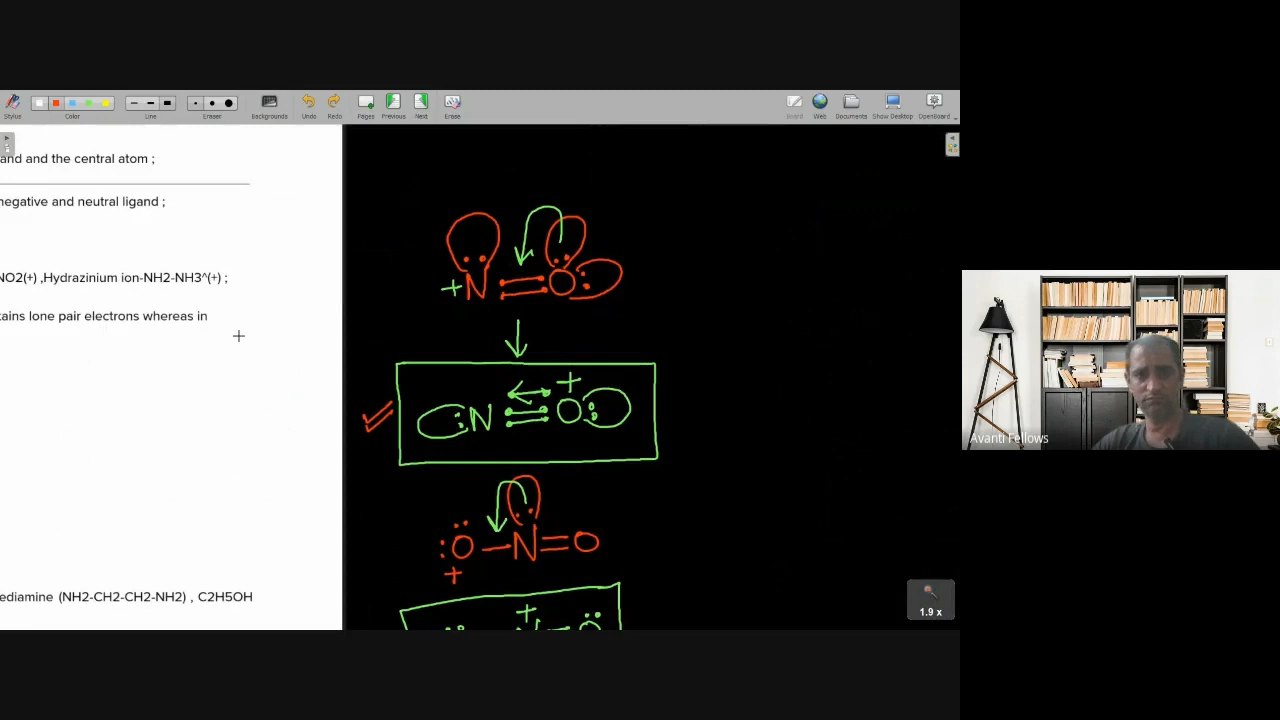 Stylus Color Line Eraser Backgrounds Undo Redo Pages Previous Next Erase Board Web Documents Show Desktop OpenBoard
and and the central atom ;
negative and neutral ligand ;
NO2(+) ,Hydrazinium ion-NH2-NH3^(+) ;
tains lone pair electrons whereas in
ediamine (NH2-CH2-CH2-NH2) , C2H5OH
+N=O:
:N≡O:
+
:O-N=O
+
+
1.9 x
Avanti Fellows